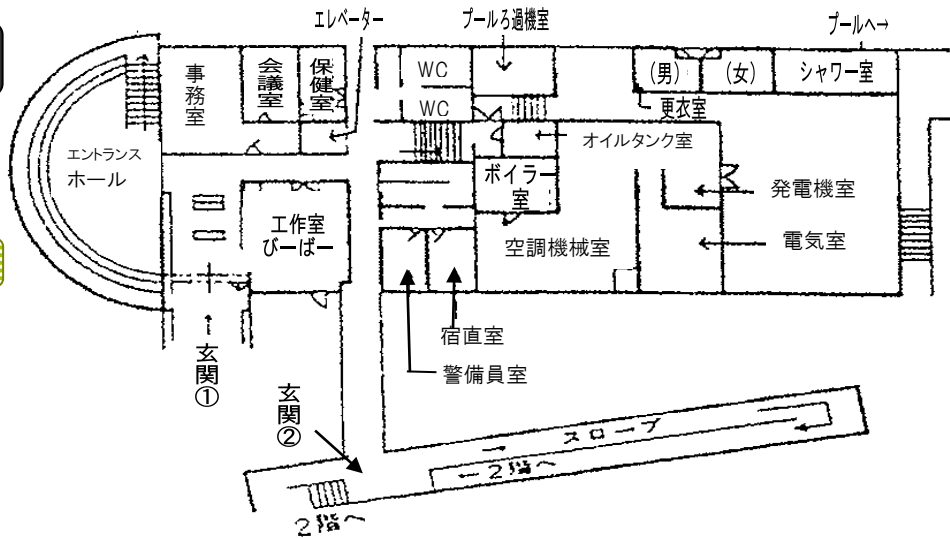 エレベーター
プールろ過機室
プールへ→
事務室
会議室
保健室
WC
WC
(男)
(女)
シャワー室
更衣室
オイルタンク室
エントランス
ホール
ボイラー
室
発電機室
工作室
びーばー
空調機械室
電気室
宿直室
警備員室
玄関①
玄関②
スロープ
←2階へ
2階へ